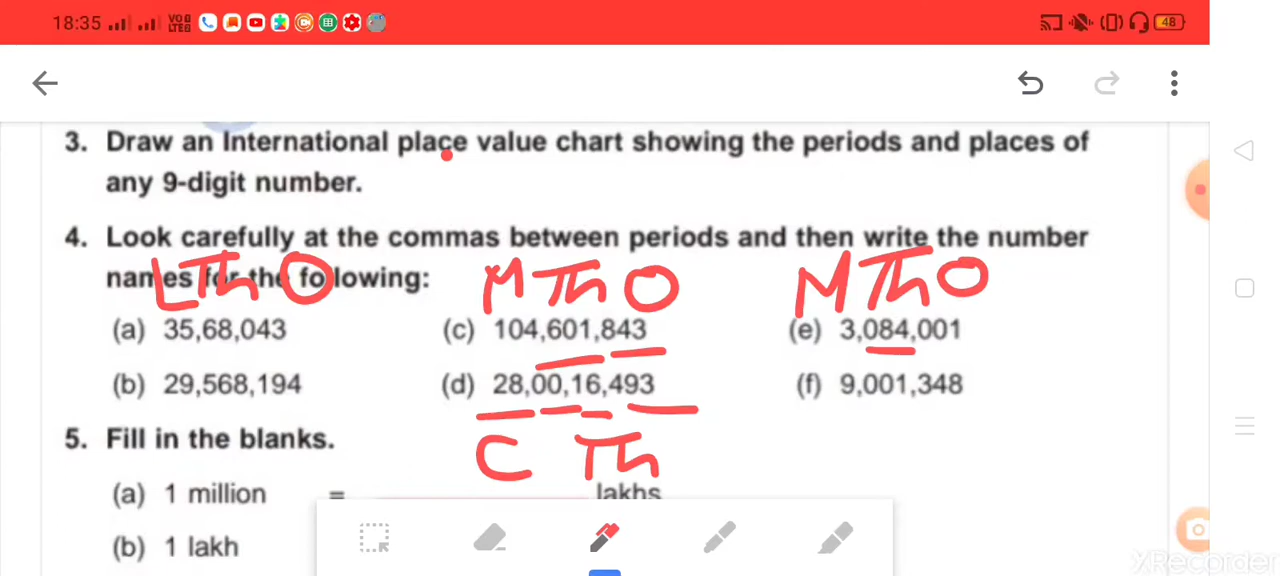 18:35 VO LTE2 48
3. Draw an International place value chart showing the periods and places of
any 9-digit number.
4. Look carefully at the commas between periods and then write the number
names for the following:
L Th O M Th O M Th O
(a) 35,68,043 (c) 104,601,843 (e) 3,084,001
(b) 29,568,194 (d) 28,00,16,493 (f) 9,001,348
C Th
5. Fill in the blanks.
(a) 1 million = lakhs
(b) 1 lakh
XRecorder